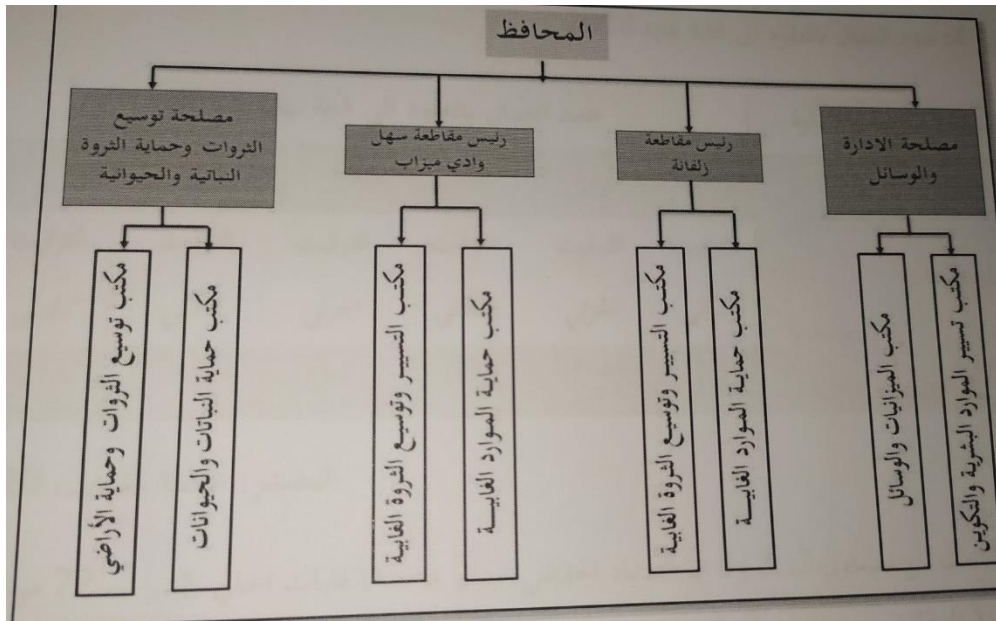 المحافظ
مصلحة الادارة
والوسائل
رئيس مقاطعة
زلفانة
رئيس مقاطعة سهل
وادي ميزاب
مصلحة توسيع
الثروات وحماية الثروة
النباتية والحيوانية
مكتب تسيير الموارد البشرية والتكوين
مكتب الميزانيات والوسائل
مكتب حماية الموارد الغابية
مكتب التسيير وتوسيع الثروة الغابية
مكتب حماية الموارد الغابية
مكتب التسيير وتوسيع الثروة الغابية
مكتب حماية النباتات والحيوانات
مكتب توسيع الثروات وحماية الأراضي